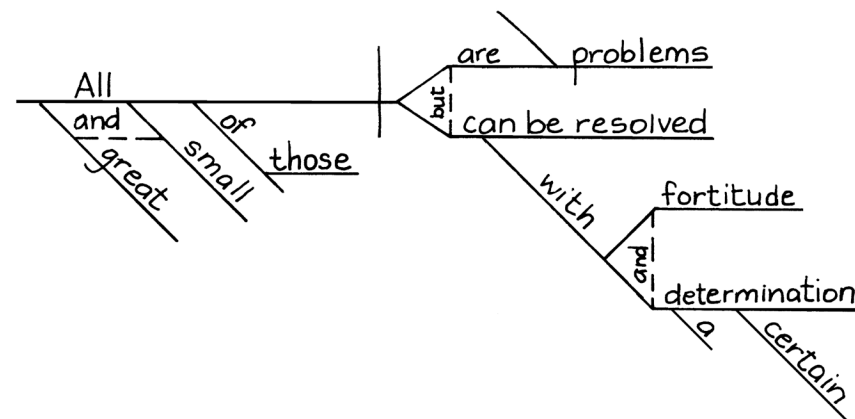 All
and
great
small
of
those
are
problems
but
can be resolved
with
fortitude
and
determination
a
certain